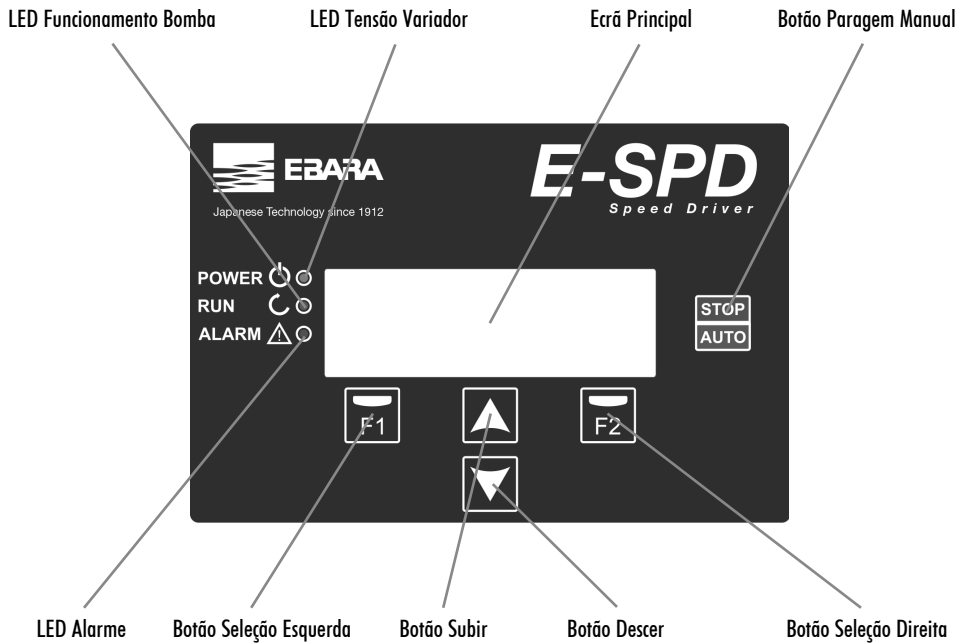 LED Funcionamento Bomba
LED Tensão Variador
Ecrã Principal
Botão Paragem Manual
EBARA
Japanese Technology since 1912
E-SPD
Speed Driver
POWER
RUN
ALARM
STOP
AUTO
F1
F2
LED Alarme
Botão Seleção Esquerda
Botão Subir
Botão Descer
Botão Seleção Direita